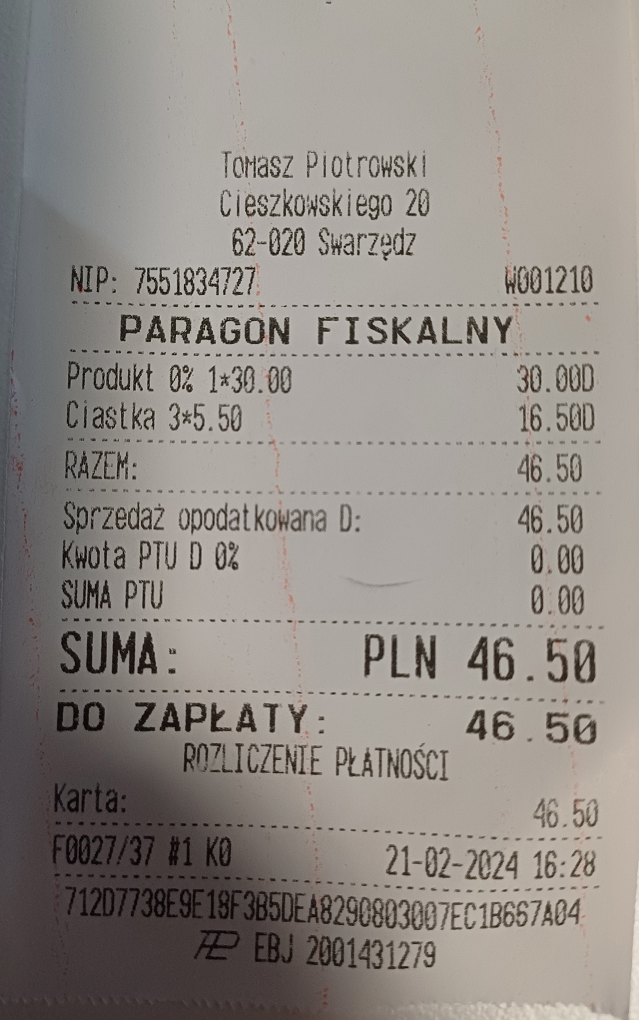 Tomasz Piotrowski
Cieszkowskiego 20
62-020 Swarzędz
NIP: 7551834727 W001210
PARAGON FISKALNY
Produkt 0% 1*30.00 30.00D
Ciastka 3*5.50 16.50D
RAZEM: 46.50
Sprzedaż opodatkowana D: 46.50
Kwota PTU D 0% 0.00
SUMA PTU 0.00
SUMA: PLN 46.50
DO ZAPŁATY: 46.50
ROZLICZENIE PŁATNOŚCI
Karta: 46.50
F0027/37 #1 K0 21-02-2024 16:28
712D7738E9E18F3B5DEA8290803007EC1B667A04
EBJ 2001431279